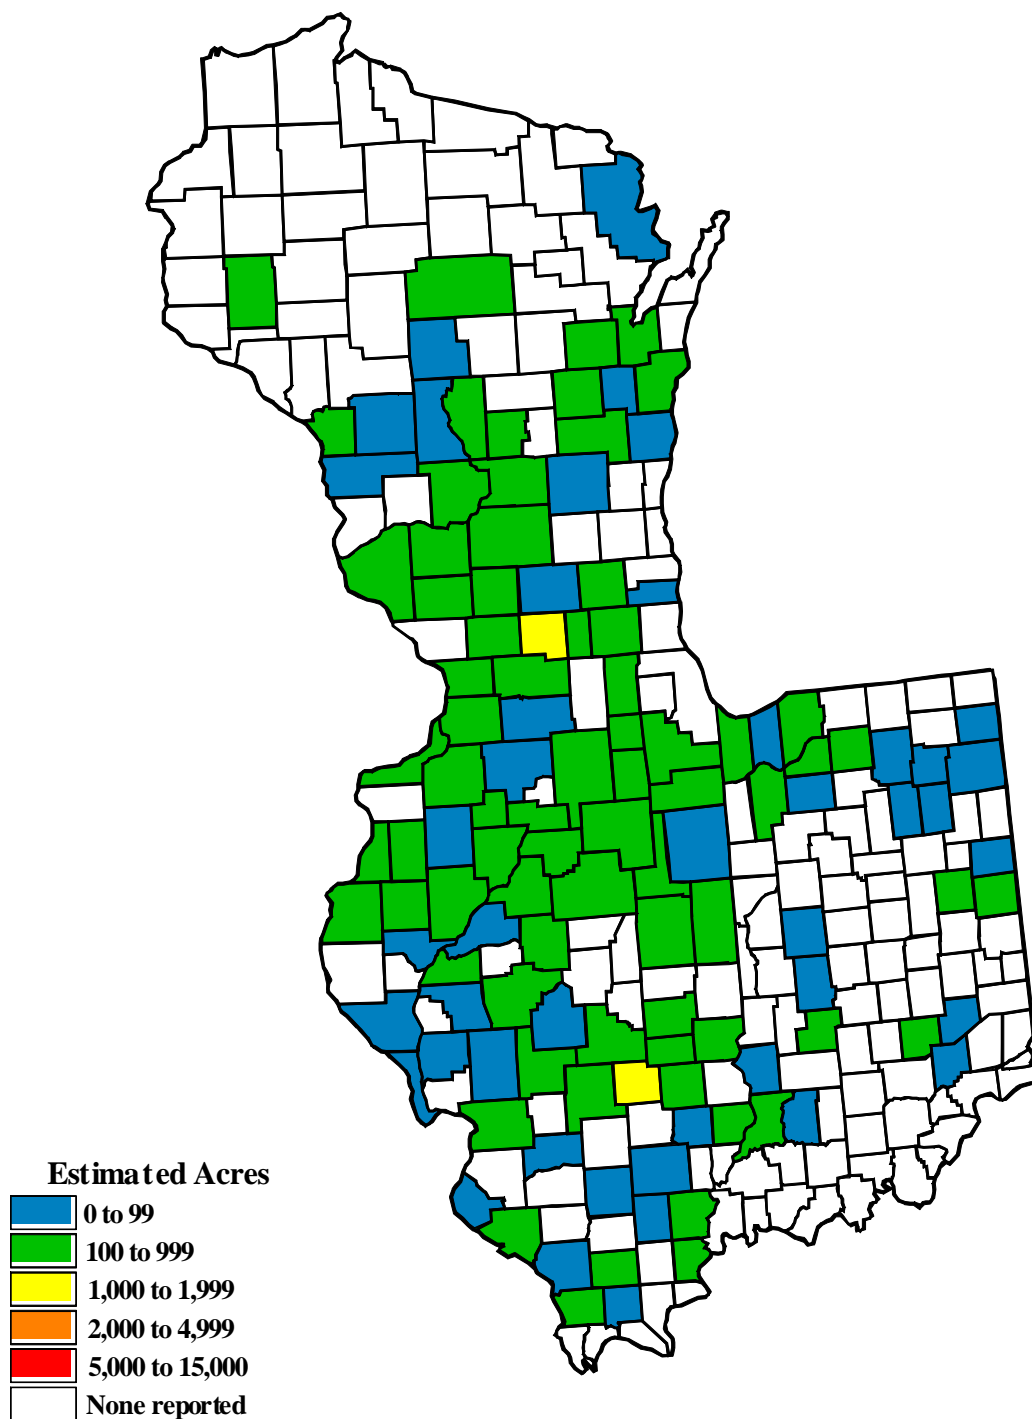 Estimated Acres
0 to 99
100 to 999
1,000 to 1,999
2,000 to 4,999
5,000 to 15,000
None reported